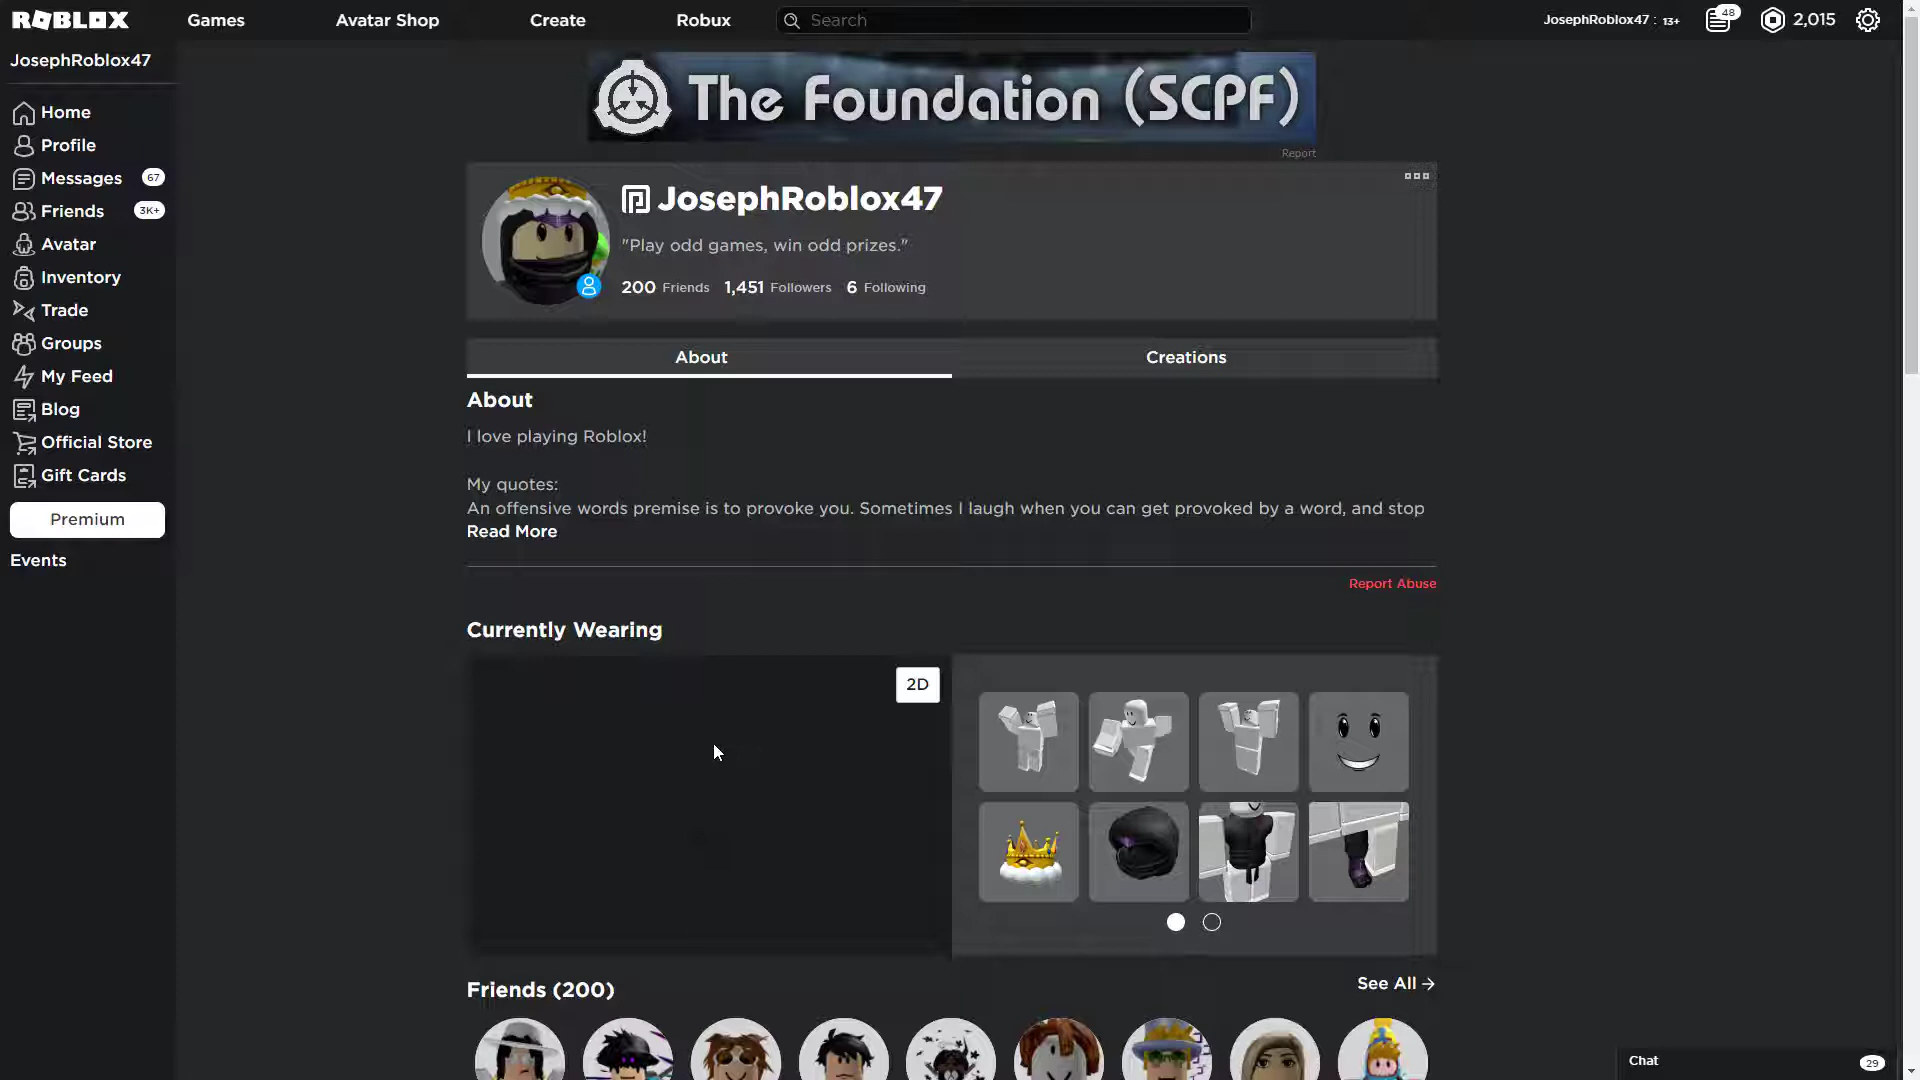 ROBLOX Games Avatar Shop Create Robux Search JosephRoblox47 : 13+ 48 2,015
JosephRoblox47
Home
Profile
Messages 67
Friends 3K+
Avatar
Inventory
Trade
Groups
My Feed
Blog
Official Store
Gift Cards
Premium
Events
The Foundation (SCPF)
Report
JosephRoblox47
"Play odd games, win odd prizes."
200 Friends 1,451 Followers 6 Following
About Creations
About
I love playing Roblox!
My quotes:
An offensive words premise is to provoke you. Sometimes I laugh when you can get provoked by a word, and stop
Read More
Report Abuse
Currently Wearing
2D
Friends (200) See All
Chat 29